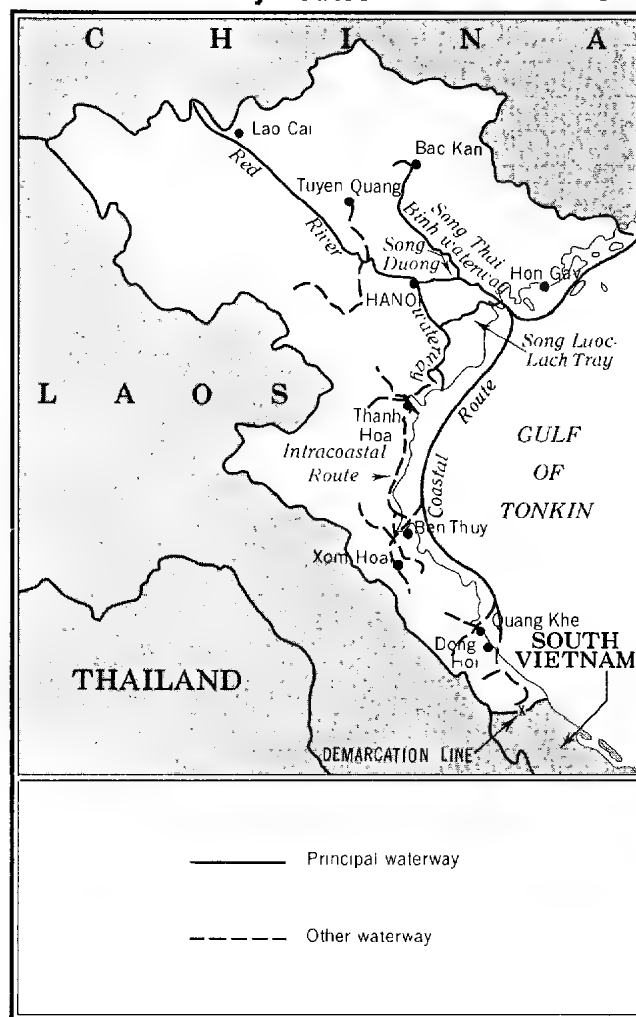 C H I N A
Lao Cai
Red
River
Bac Kan
Tuyen Quang
Song Thai
Binh waterway
Song
Duong
Hon Gay
HANOI
waterway
Song Luoc-
Lach Tray
L A O S
Thanh
Hoa
Intracoastal
Route
Coastal
Route
GULF
OF
TONKIN
Ben Thuy
Xom Hoai
Quang Khe
Dong
Hoi
SOUTH
VIETNAM
THAILAND
DEMARCATION LINE
X
Principal waterway
Other waterway